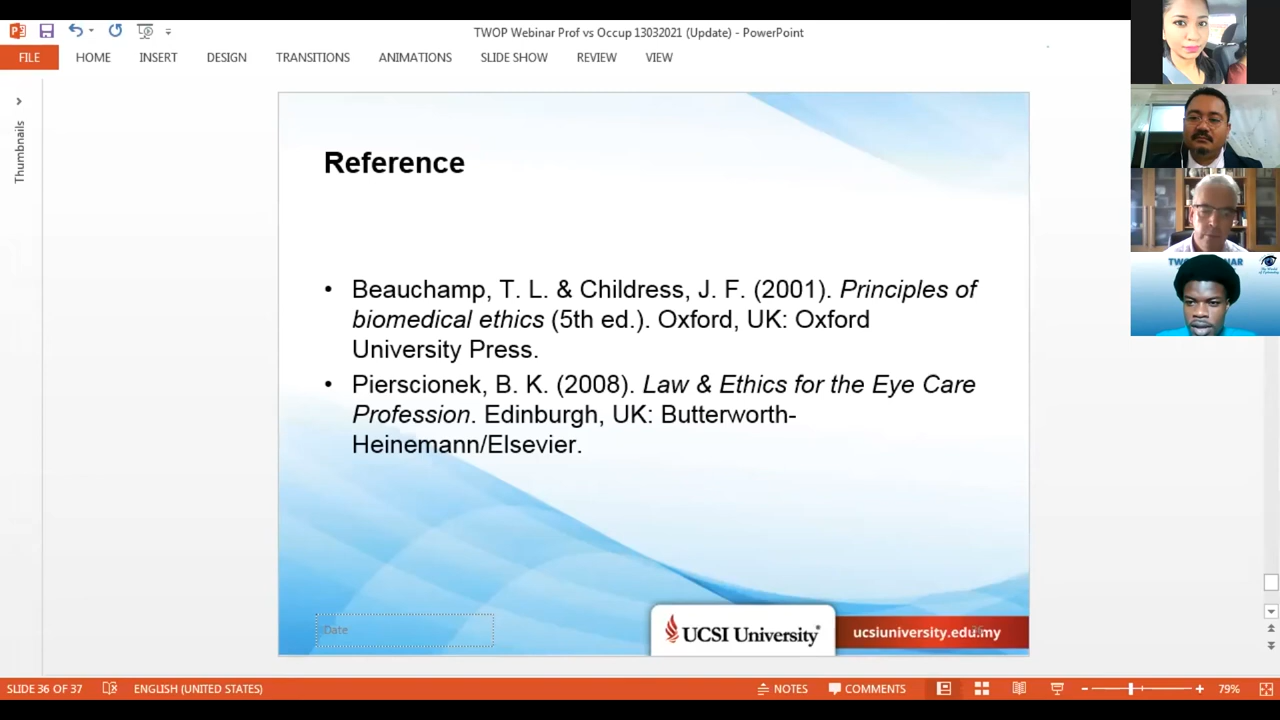 TWOP Webinar Prof vs Occup 13032021 (Update) - PowerPoint
FILE HOME INSERT DESIGN TRANSITIONS ANIMATIONS SLIDE SHOW REVIEW VIEW
Thumbnails
Reference
• Beauchamp, T. L. & Childress, J. F. (2001). Principles of
biomedical ethics (5th ed.). Oxford, UK: Oxford
University Press.
• Pierscionek, B. K. (2008). Law & Ethics for the Eye Care
Profession. Edinburgh, UK: Butterworth-
Heinemann/Elsevier.
Date
UCSI University
ucsiuniversity.edu.my
SLIDE 36 OF 37 ENGLISH (UNITED STATES) NOTES COMMENTS 79%